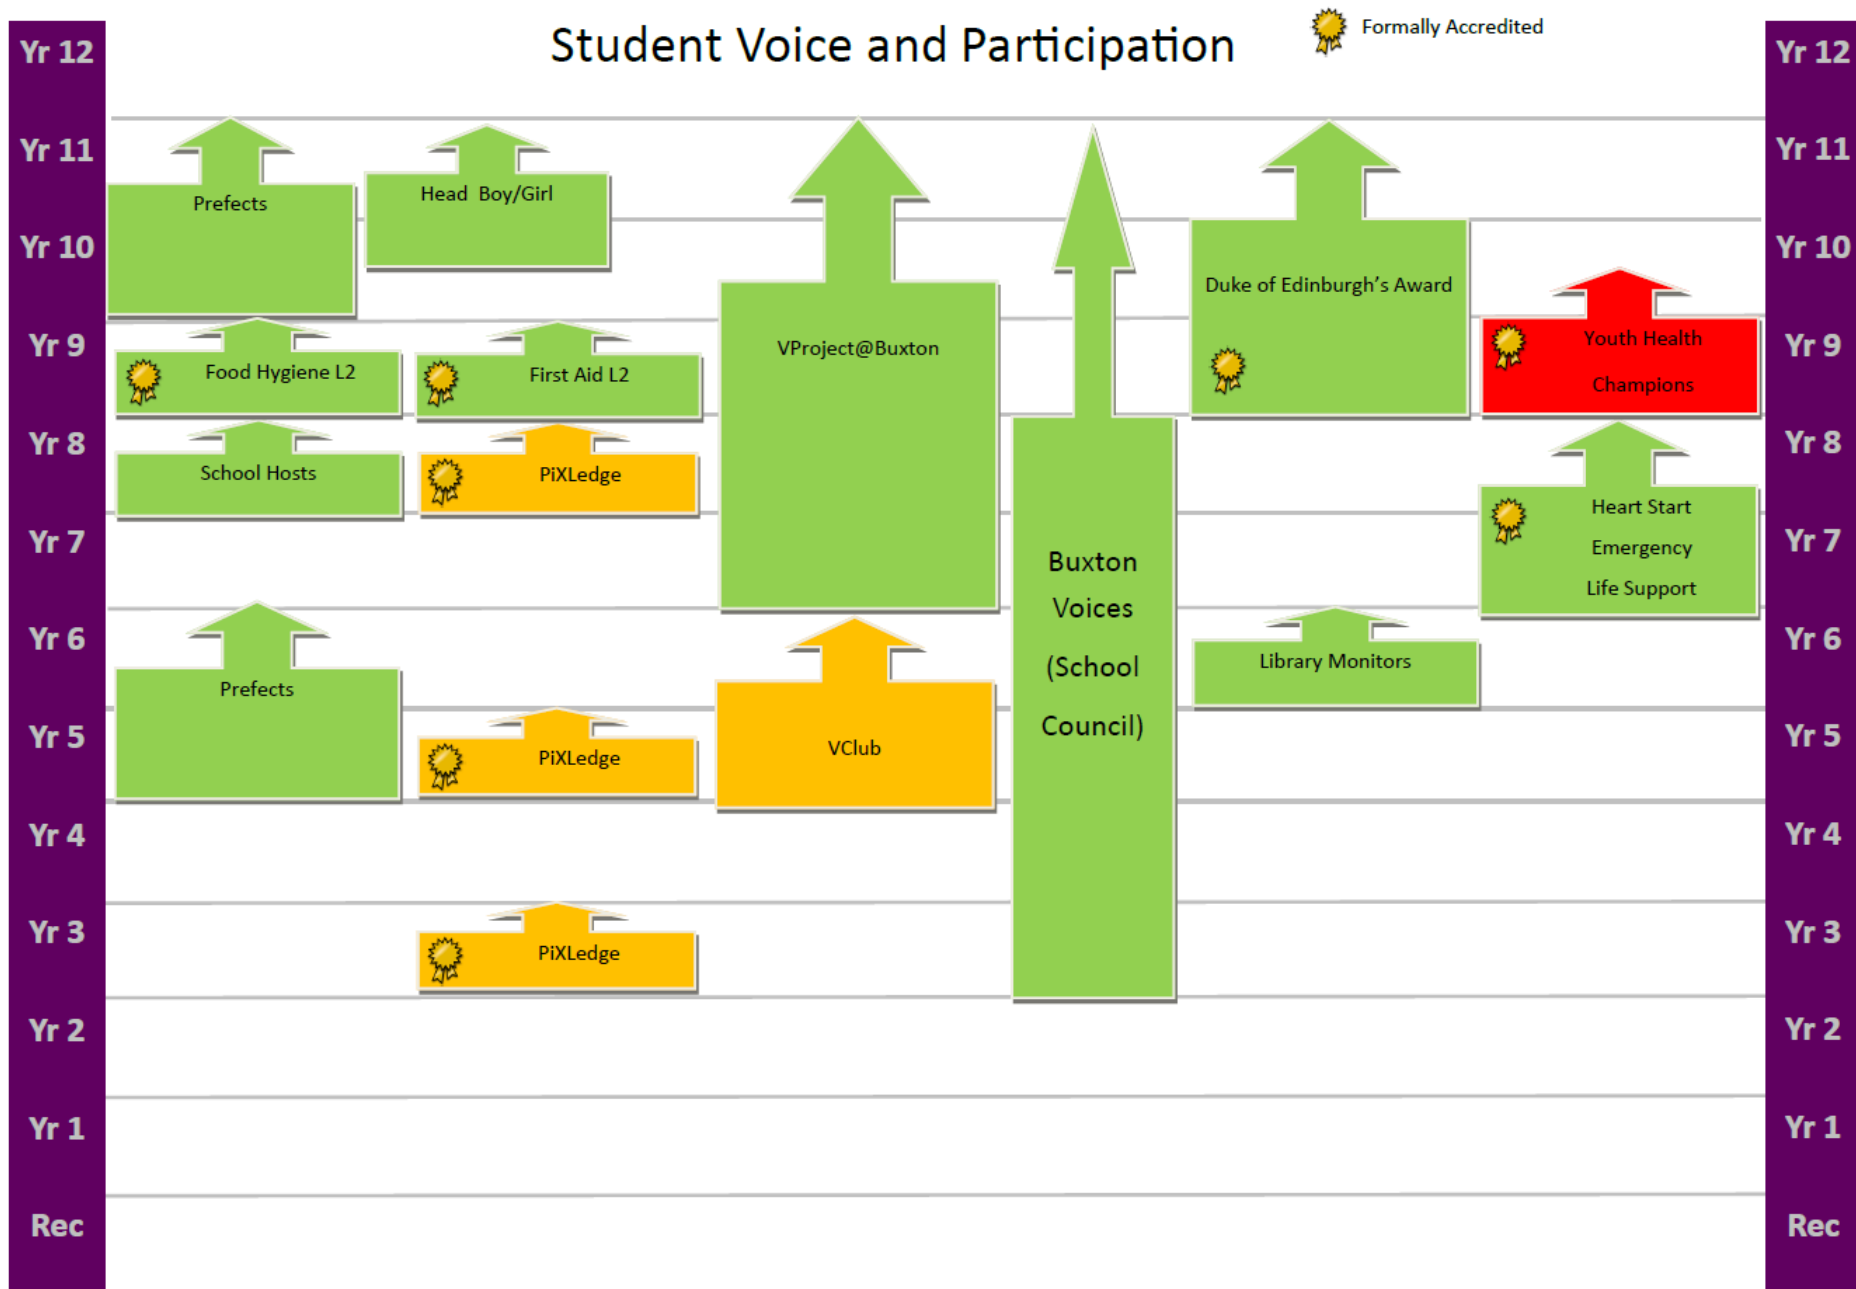 Student Voice and Participation
Formally Accredited
Yr 12
Yr 11
Yr 10
Yr 9
Yr 8
Yr 7
Yr 6
Yr 5
Yr 4
Yr 3
Yr 2
Yr 1
Rec
Prefects
Head Boy/Girl
Food Hygiene L2
First Aid L2
School Hosts
PiXLedge
Prefects
PiXLedge
PiXLedge
VProject@Buxton
VClub
Buxton
Voices
(School
Council)
Duke of Edinburgh's Award
Youth Health
Champions
Heart Start
Emergency
Life Support
Library Monitors
Yr 12
Yr 11
Yr 10
Yr 9
Yr 8
Yr 7
Yr 6
Yr 5
Yr 4
Yr 3
Yr 2
Yr 1
Rec